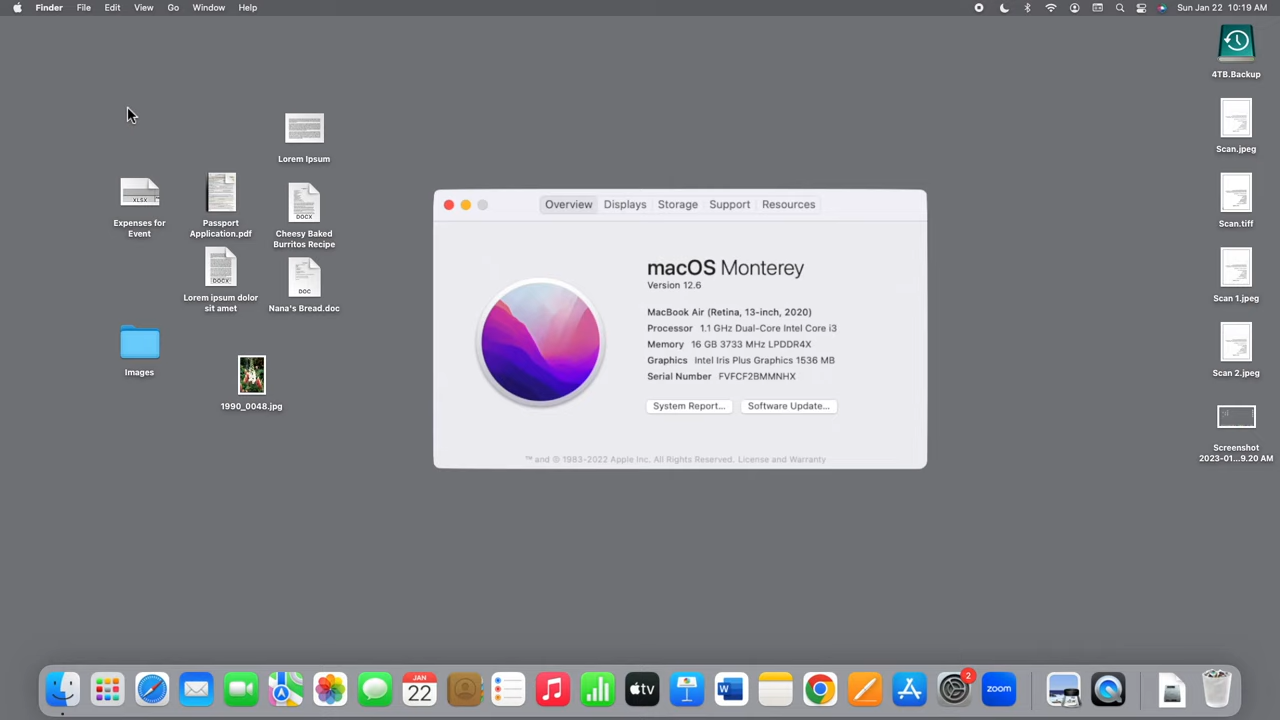 Finder File Edit View Go Window Help
Sun Jan 22 10:19 AM
4TB.Backup
Scan.jpeg
Scan.tiff
Scan 1.jpeg
Scan 2.jpeg
Screenshot
2023-01...9.20 AM
Lorem Ipsum
XLSX
Expenses for
Event
Passport
Application.pdf
DOCX
Cheesy Baked
Burritos Recipe
DOCX
Lorem ipsum dolor
sit amet
DOC
Nana's Bread.doc
Images
1990_0048.jpg
Overview Displays Storage Support Resources
macOS Monterey
Version 12.6
MacBook Air (Retina, 13-inch, 2020)
Processor 1.1 GHz Dual-Core Intel Core i3
Memory 16 GB 3733 MHz LPDDR4X
Graphics Intel Iris Plus Graphics 1536 MB
Serial Number FVFCF2BMMNHX
System Report... Software Update...
™ and © 1983-2022 Apple Inc. All Rights Reserved. License and Warranty
JAN
22
tv
W
2
zoom